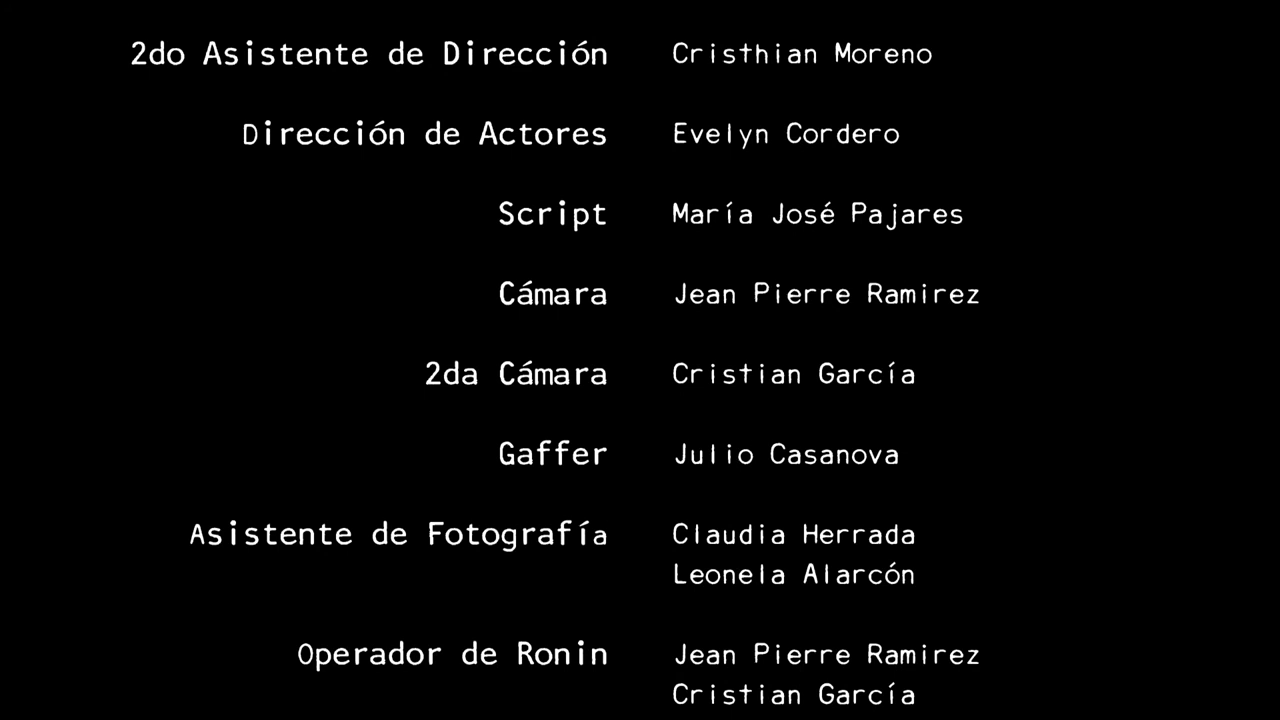 2do Asistente de Dirección Cristhian Moreno
Dirección de Actores Evelyn Cordero
Script María José Pajares
Cámara Jean Pierre Ramirez
2da Cámara Cristian García
Gaffer Julio Casanova
Asistente de Fotografía Claudia Herrada
Leonela Alarcón
Operador de Ronin Jean Pierre Ramirez
Cristian García